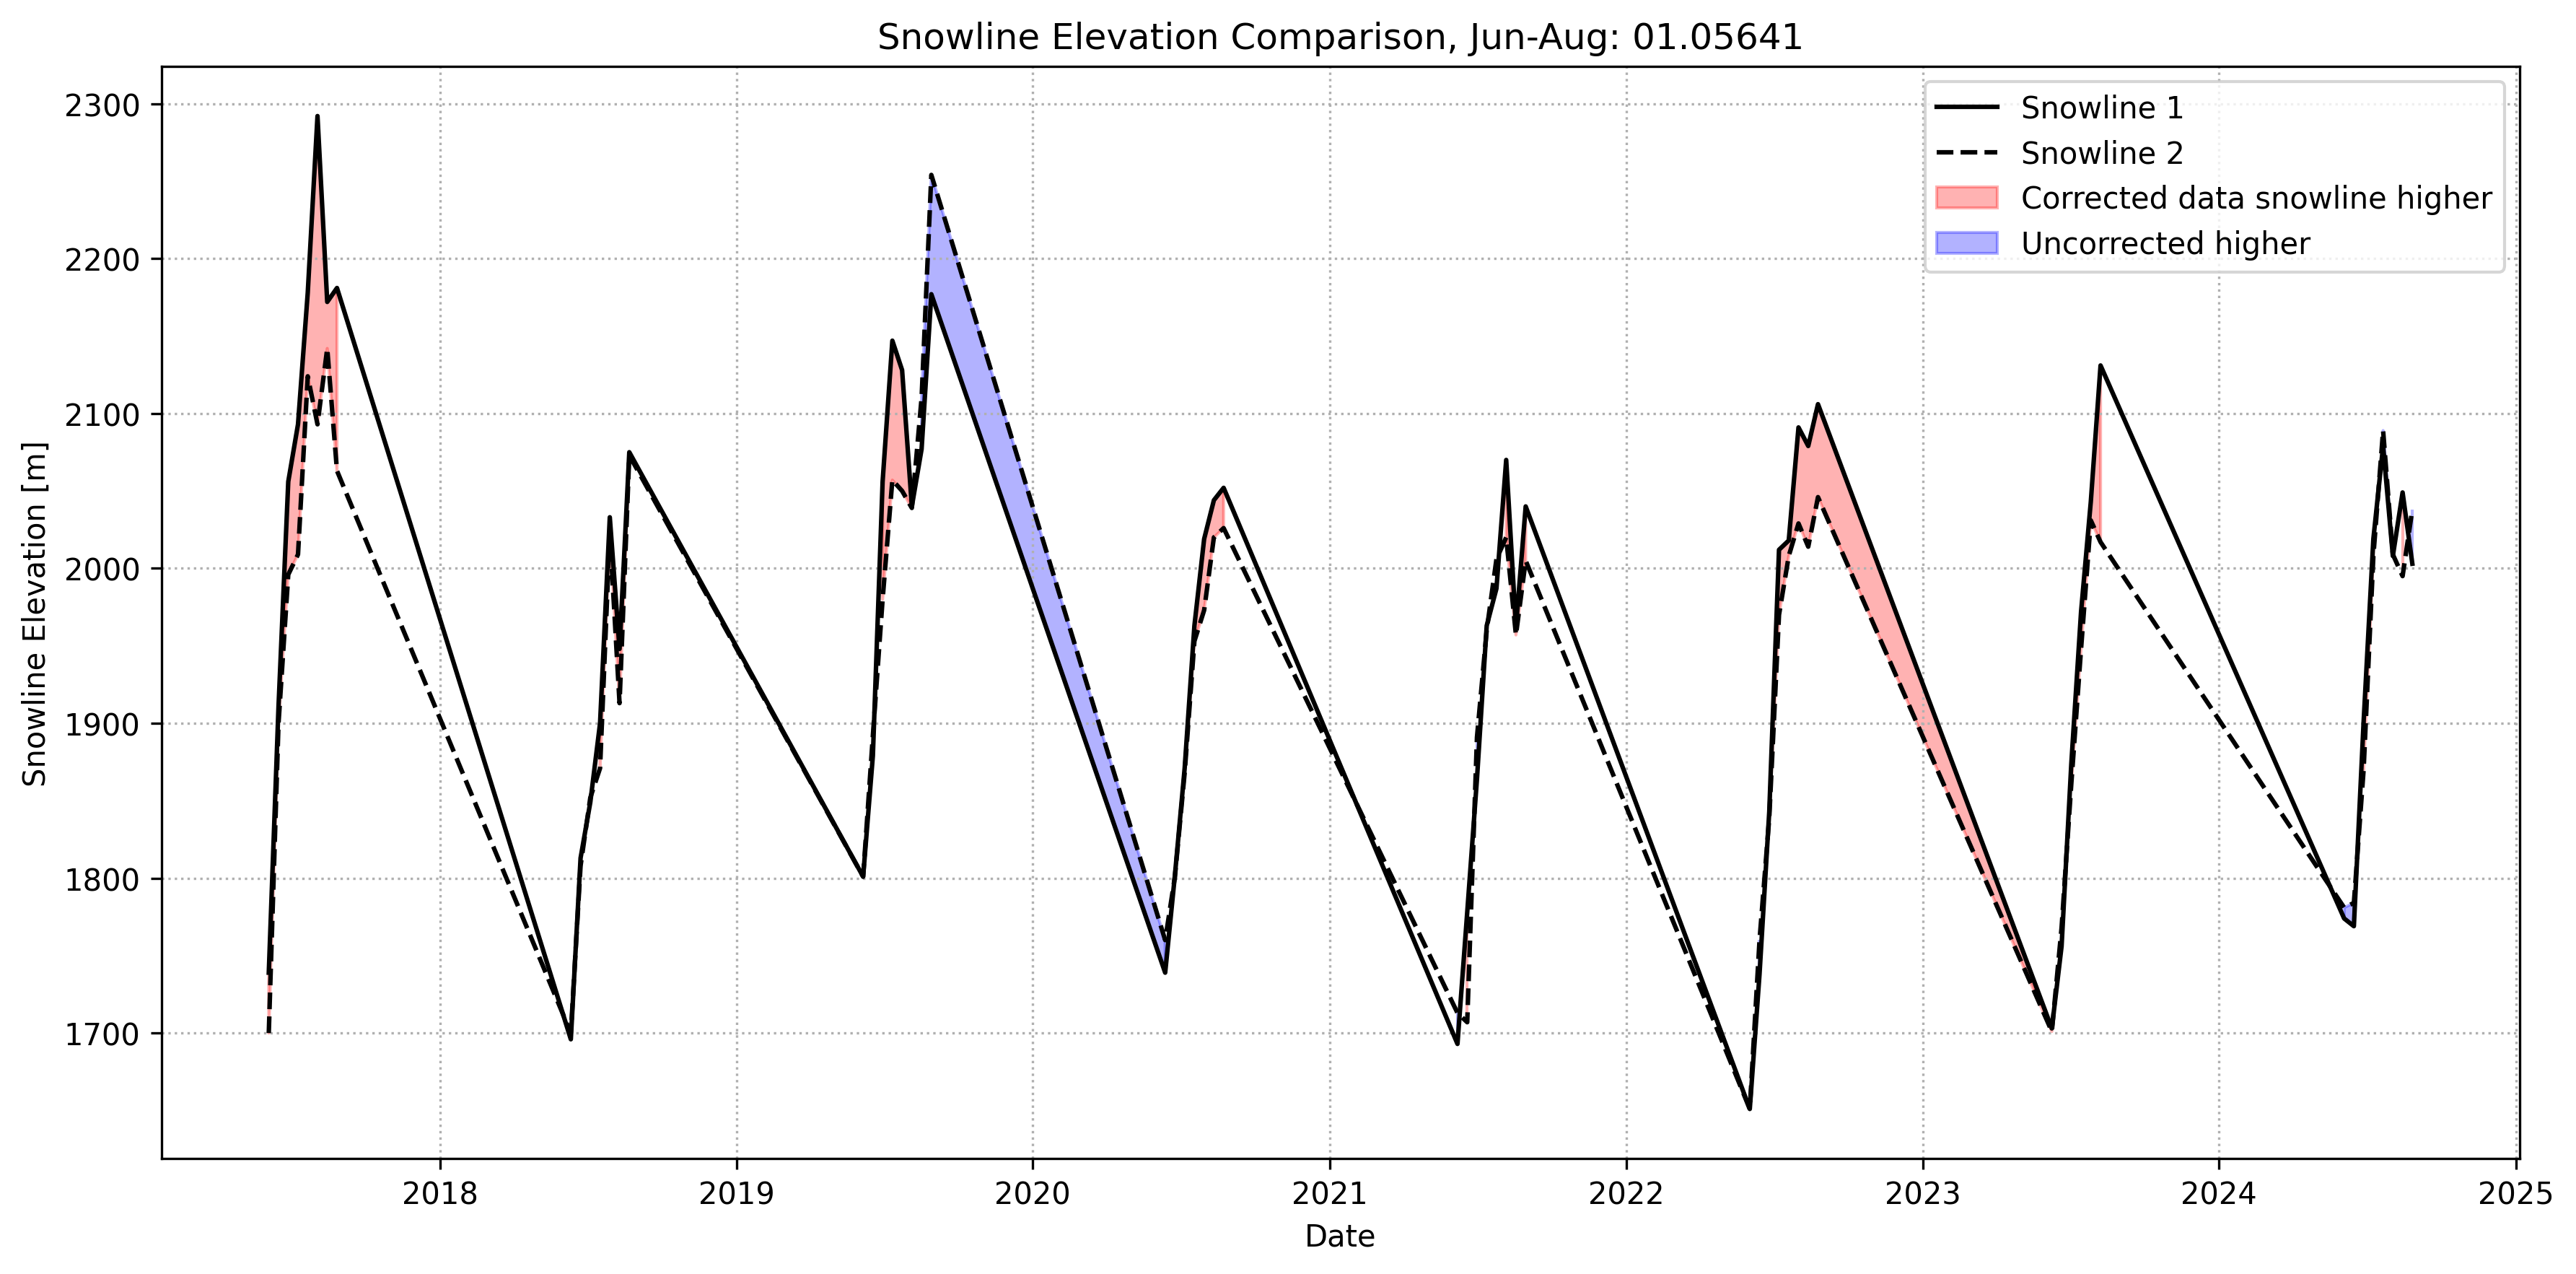 Snowline Elevation Comparison, Jun-Aug: 01.05641
Snowline 1
Snowline 2
Corrected data snowline higher
Uncorrected higher
Snowline Elevation [m]
2300
2200
2100
2000
1900
1800
1700
2018 2019 2020 2021 2022 2023 2024 2025
Date